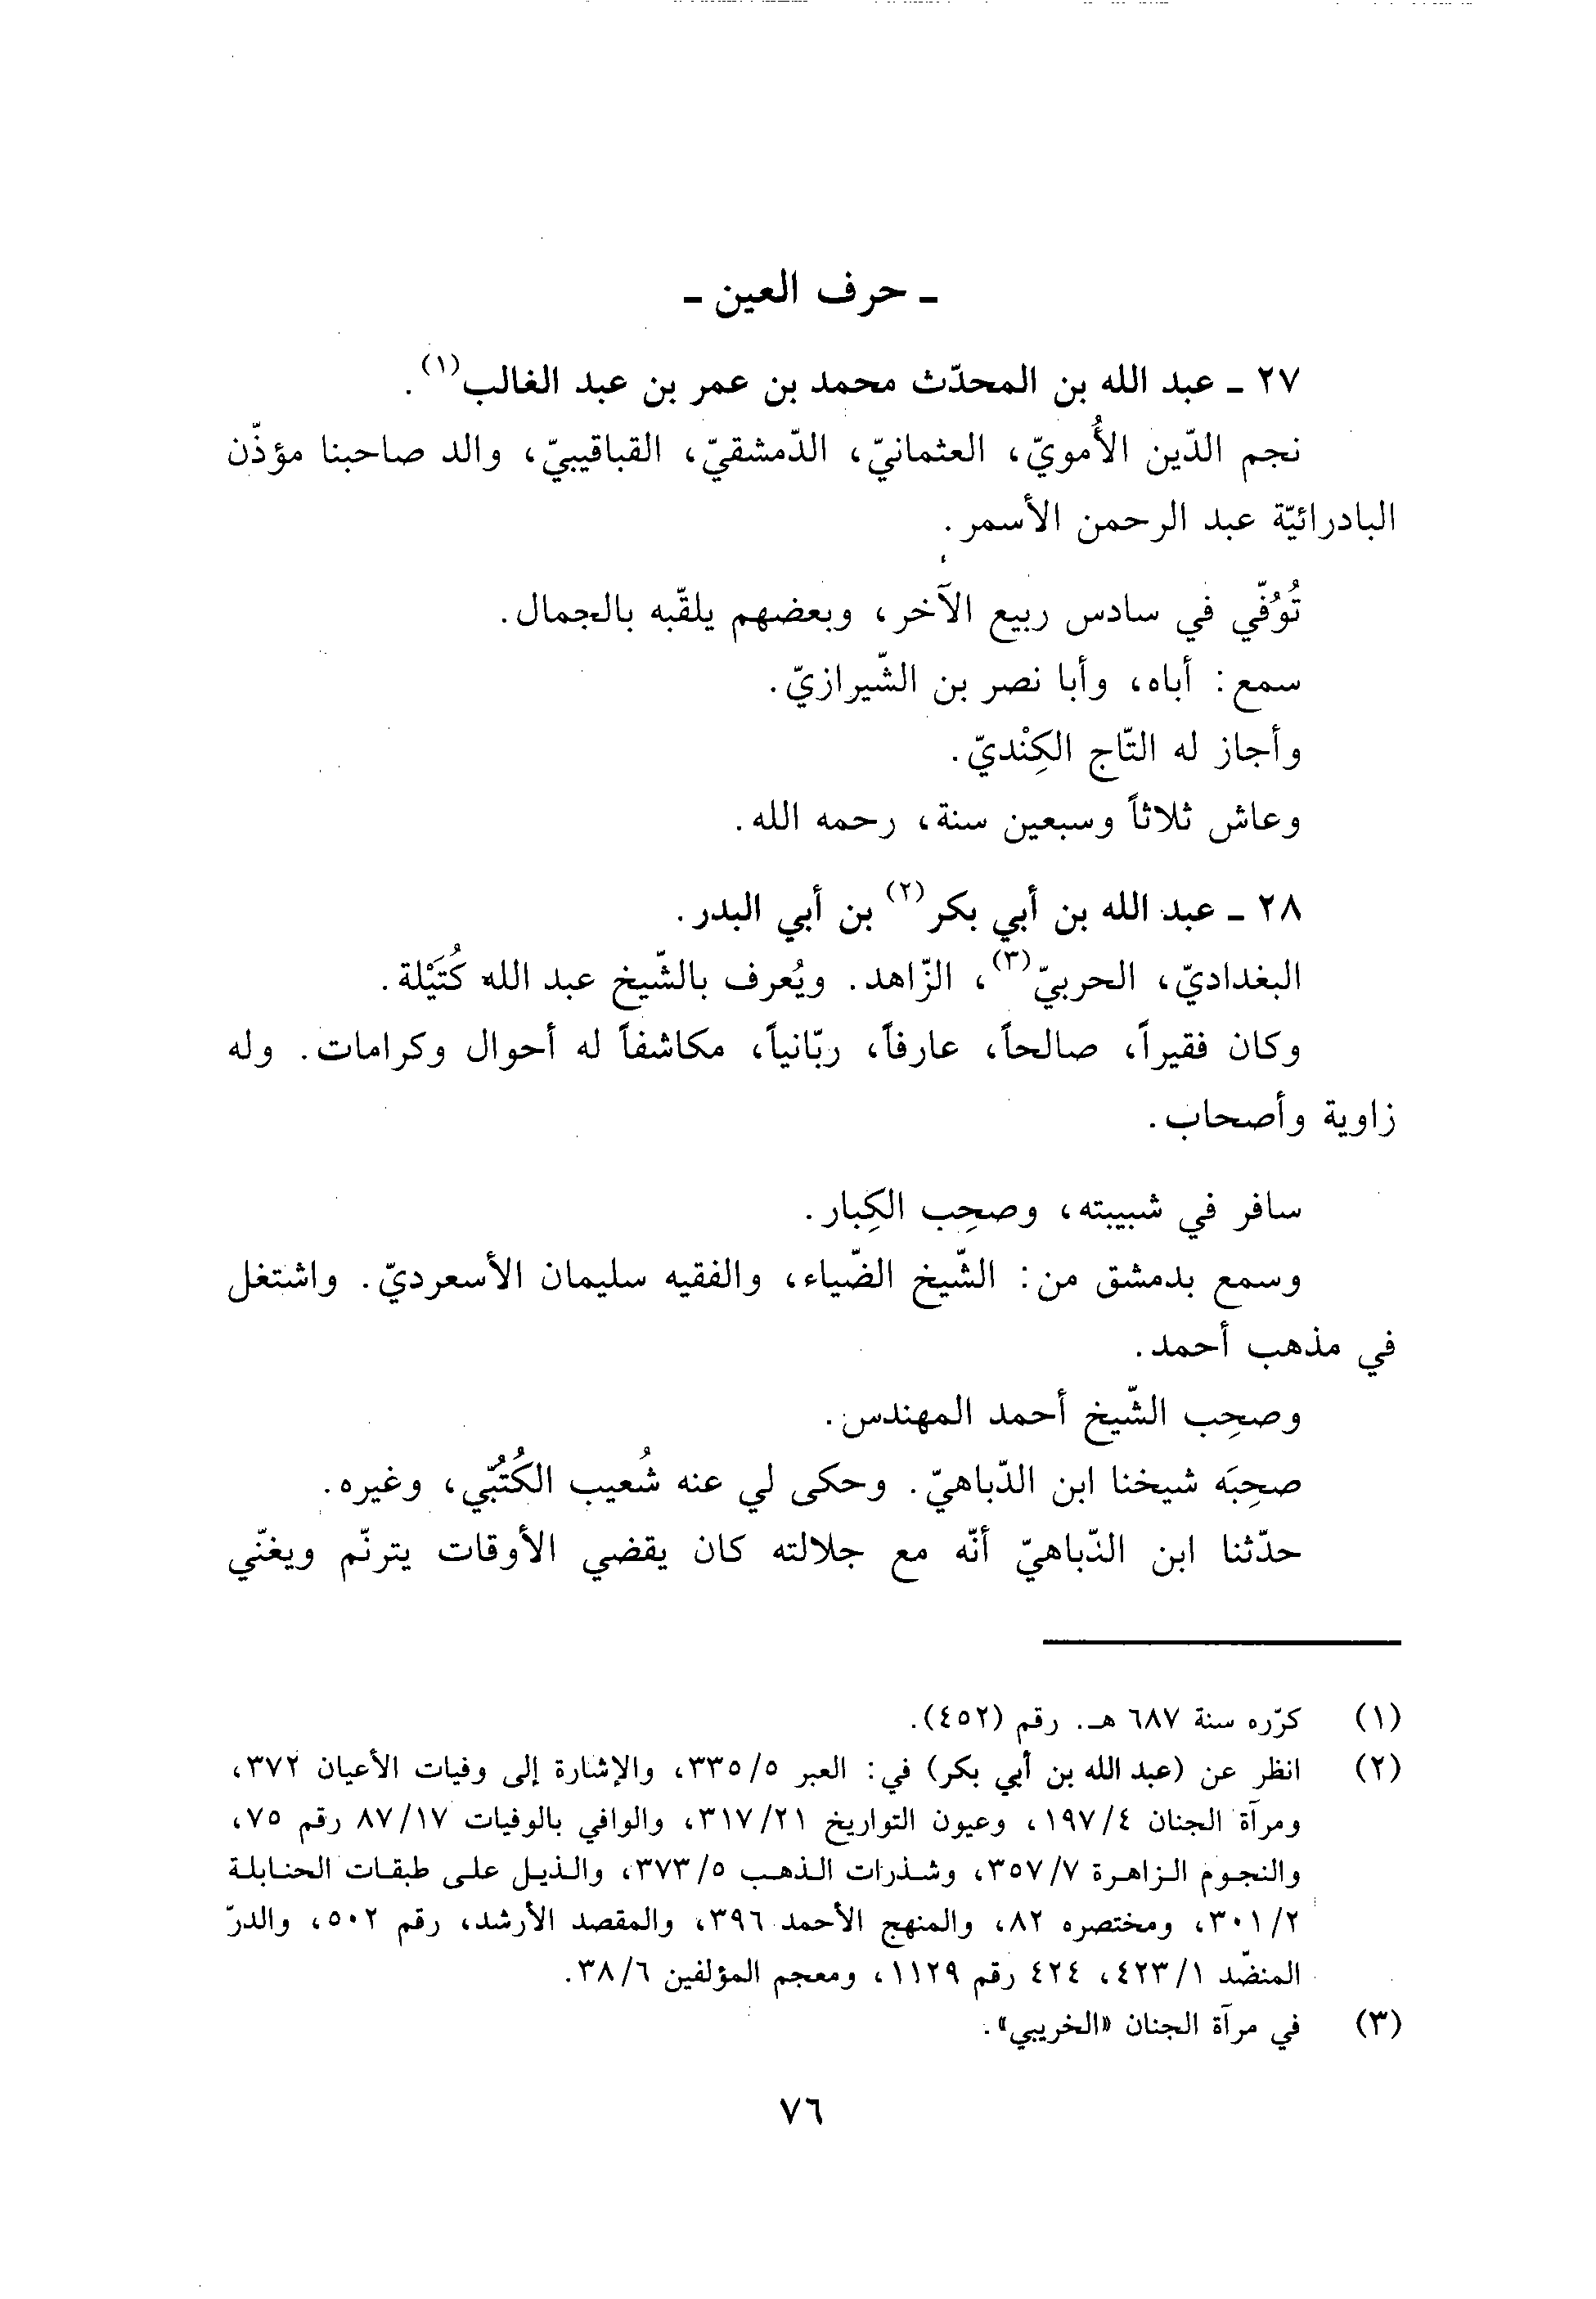 ـ حرف العين ـ
٢٧ ـ عبد الله بن المحدّث محمد بن عمر بن عبد الغالب(١).
نجم الدّين الأُمويّ، العثمانيّ، الدّمشقيّ، القباقيبيّ، والد صاحبنا مؤذّن
البادرائيّة عبد الرحمن الأسمر.
تُوُفّي في سادس ربيع الآخر، وبعضهم يلقّبه بالجمال.
سمع: أباه، وأبا نصر بن الشّيرازيّ.
وأجاز له التّاج الكِنْديّ.
وعاش ثلاثاً وسبعين سنة، رحمه الله.
٢٨ ـ عبد الله بن أبي بكر(٢) بن أبي البدر.
البغداديّ، الحربيّ(٣)، الزّاهد. ويُعرف بالشّيخ عبد الله كُتَيْلة.
وكان فقيراً، صالحاً، عارفاً، ربّانياً، مكاشفاً له أحوال وكرامات. وله
زاوية وأصحاب.
سافر في شبيبته، وصحِب الكِبار.
وسمع بدمشق من: الشّيخ الضّياء، والفقيه سليمان الأسعرديّ. واشتغل
في مذهب أحمد.
وصحِب الشّيخ أحمد المهندس.
صحِبَه شيخنا ابن الدّباهيّ. وحكى لي عنه شُعيب الكُتُبّي، وغيره.
حدّثنا ابن الدّباهيّ أنّه مع جلالته كان يقضي الأوقات يترنّم ويغنّي
(١) كرّره سنة ٦٨٧ هـ. رقم (٤٥٢).
(٢) انظر عن (عبد الله بن أبي بكر) في: العبر ٥/ ٣٣٥، والإشارة إلى وفيات الأعيان ٣٧٢،
ومرآة الجنان ٤/ ١٩٧، وعيون التواريخ ٢١/ ٣١٧، والوافي بالوفيات ١٧/ ٨٧ رقم ٧٥،
والنجوم الزاهرة ٧/ ٣٥٧، وشذرات الذهب ٥/ ٣٧٣، والذيل على طبقات الحنابلة
٢/ ٣٠١، ومختصره ٨٢، والمنهج الأحمد ٣٩٦، والمقصد الأرشد، رقم ٥٠٢، والدرّ
المنضّد ١/ ٤٢٣، ٤٢٤ رقم ١١٢٩، ومعجم المؤلفين ٦/ ٣٨.
(٣) في مرآة الجنان «الخريبي».
٧٦